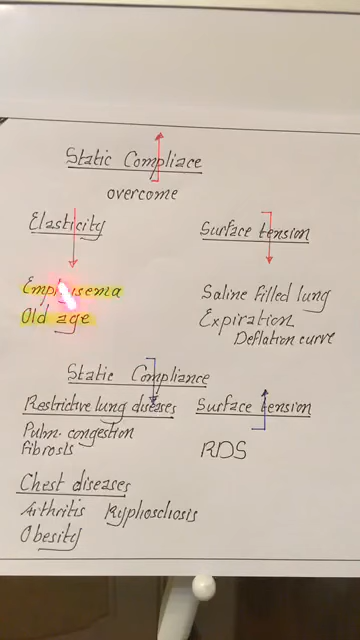 Static Compliace
overcome
Elasticity
Surface tension
Emphysema
Old age
Saline filled lung
Expiration
Deflation curve
Static Compliance
Restrictive lung diseases
Pulm. congestion
fibrosis
Surface tension
RDS
Chest diseases
Arthritis Kyphoscliosis
Obesity